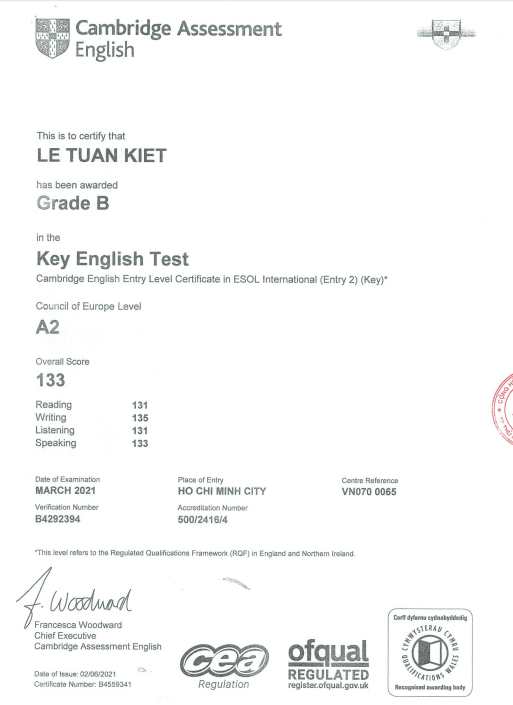 Cambridge Assessment
English
This is to certify that
LE TUAN KIET
has been awarded
Grade B
in the
Key English Test
Cambridge English Entry Level Certificate in ESOL International (Entry 2) (Key)*
Council of Europe Level
A2
Overall Score
133
Reading 131
Writing 135
Listening 131
Speaking 133
Date of Examination
MARCH 2021
Place of Entry
HO CHI MINH CITY
Centre Reference
VN070 0065
Verification Number
B4292394
Accreditation Number
500/2416/4
*This level refers to the Regulated Qualifications Framework (RQF) in England and Northern Ireland.
F. Woodward
Francesca Woodward
Chief Executive
Cambridge Assessment English
Date of Issue: 02/06/2021
Certificate Number: B4559341
cea
Regulation
ofqual
REGULATED
register.ofqual.gov.uk
Corff dyfarnu cydnabyddedig
CYMWYSTERAU CYMRU
QUALIFICATIONS WALES
Recognised awarding body